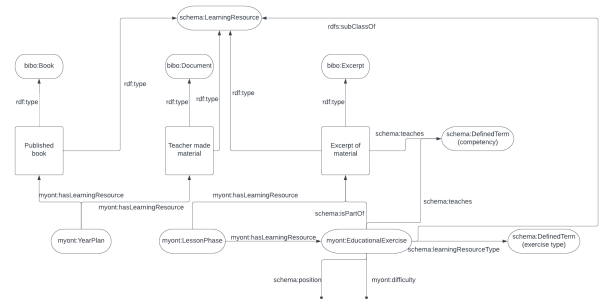 schema:LearningResource
rdfs:subClassOf
bibo:Book
bibo:Document
bibo:Excerpt
rdf:type
rdf:type
rdf:type
rdf:type
rdf:type
rdf:type
Published
book
Teacher made
material
Excerpt of
material
schema:teaches
schema:DefinedTerm
(competency)
myont:hasLearningResource
myont:hasLearningResource
myont:hasLearningResource
schema:teaches
schema:isPartOf
myont:YearPlan
myont:LessonPhase
myont:hasLearningResource
myont:EducationalExercise
schema:learningResourceType
schema:DefinedTerm
(exercise type)
schema:position
myont:difficulty